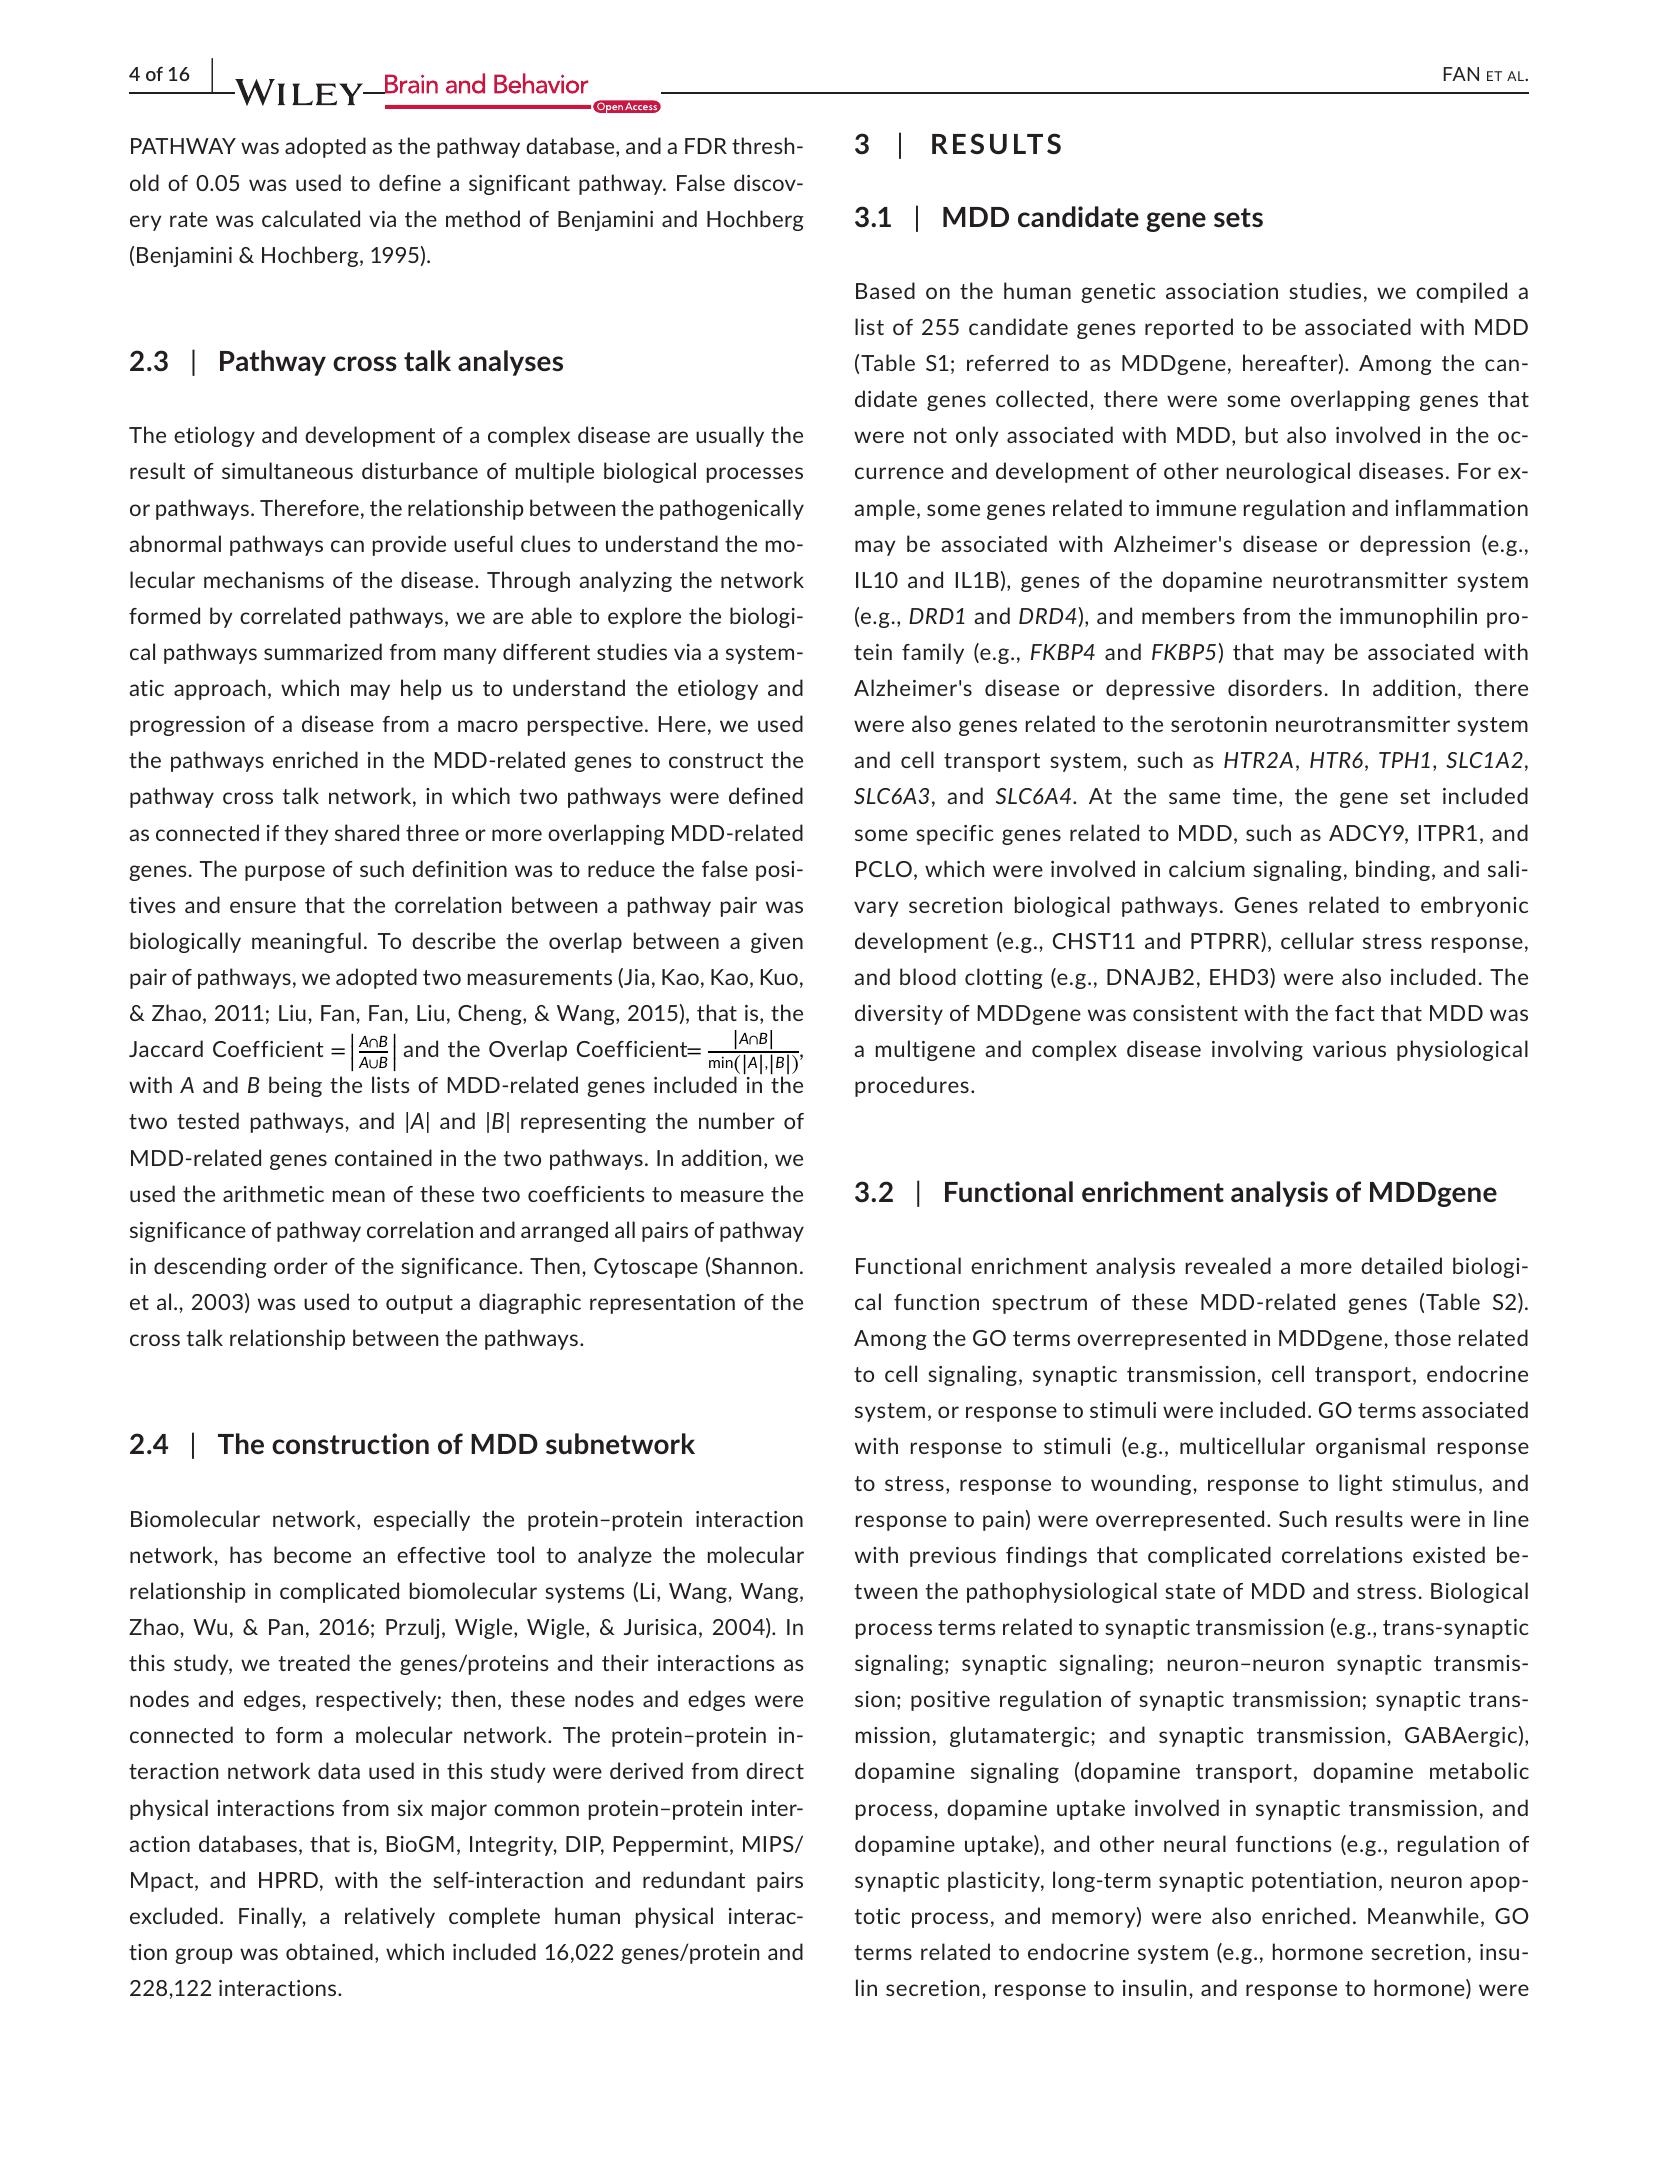 4 of 16
WILEY
Brain and Behavior
Open Access
FAN ET AL.
PATHWAY was adopted as the pathway database, and a FDR thresh-
old of 0.05 was used to define a significant pathway. False discov-
ery rate was calculated via the method of Benjamini and Hochberg
(Benjamini & Hochberg, 1995).
2.3 | Pathway cross talk analyses
The etiology and development of a complex disease are usually the
result of simultaneous disturbance of multiple biological processes
or pathways. Therefore, the relationship between the pathogenically
abnormal pathways can provide useful clues to understand the mo-
lecular mechanisms of the disease. Through analyzing the network
formed by correlated pathways, we are able to explore the biologi-
cal pathways summarized from many different studies via a system-
atic approach, which may help us to understand the etiology and
progression of a disease from a macro perspective. Here, we used
the pathways enriched in the MDD-related genes to construct the
pathway cross talk network, in which two pathways were defined
as connected if they shared three or more overlapping MDD-related
genes. The purpose of such definition was to reduce the false posi-
tives and ensure that the correlation between a pathway pair was
biologically meaningful. To describe the overlap between a given
pair of pathways, we adopted two measurements (Jia, Kao, Kao, Kuo,
& Zhao, 2011; Liu, Fan, Fan, Liu, Cheng, & Wang, 2015), that is, the
Jaccard Coefficient = |A∩B / A∪B| and the Overlap Coefficient= |A∩B| / min(|A|,|B|),
with A and B being the lists of MDD-related genes included in the
two tested pathways, and |A| and |B| representing the number of
MDD-related genes contained in the two pathways. In addition, we
used the arithmetic mean of these two coefficients to measure the
significance of pathway correlation and arranged all pairs of pathway
in descending order of the significance. Then, Cytoscape (Shannon.
et al., 2003) was used to output a diagraphic representation of the
cross talk relationship between the pathways.
2.4 | The construction of MDD subnetwork
Biomolecular network, especially the protein–protein interaction
network, has become an effective tool to analyze the molecular
relationship in complicated biomolecular systems (Li, Wang, Wang,
Zhao, Wu, & Pan, 2016; Przulj, Wigle, Wigle, & Jurisica, 2004). In
this study, we treated the genes/proteins and their interactions as
nodes and edges, respectively; then, these nodes and edges were
connected to form a molecular network. The protein–protein in-
teraction network data used in this study were derived from direct
physical interactions from six major common protein–protein inter-
action databases, that is, BioGM, Integrity, DIP, Peppermint, MIPS/
Mpact, and HPRD, with the self-interaction and redundant pairs
excluded. Finally, a relatively complete human physical interac-
tion group was obtained, which included 16,022 genes/protein and
228,122 interactions.
3 | RESULTS
3.1 | MDD candidate gene sets
Based on the human genetic association studies, we compiled a
list of 255 candidate genes reported to be associated with MDD
(Table S1; referred to as MDDgene, hereafter). Among the can-
didate genes collected, there were some overlapping genes that
were not only associated with MDD, but also involved in the oc-
currence and development of other neurological diseases. For ex-
ample, some genes related to immune regulation and inflammation
may be associated with Alzheimer's disease or depression (e.g.,
IL10 and IL1B), genes of the dopamine neurotransmitter system
(e.g., DRD1 and DRD4), and members from the immunophilin pro-
tein family (e.g., FKBP4 and FKBP5) that may be associated with
Alzheimer's disease or depressive disorders. In addition, there
were also genes related to the serotonin neurotransmitter system
and cell transport system, such as HTR2A, HTR6, TPH1, SLC1A2,
SLC6A3, and SLC6A4. At the same time, the gene set included
some specific genes related to MDD, such as ADCY9, ITPR1, and
PCLO, which were involved in calcium signaling, binding, and sali-
vary secretion biological pathways. Genes related to embryonic
development (e.g., CHST11 and PTPRR), cellular stress response,
and blood clotting (e.g., DNAJB2, EHD3) were also included. The
diversity of MDDgene was consistent with the fact that MDD was
a multigene and complex disease involving various physiological
procedures.
3.2 | Functional enrichment analysis of MDDgene
Functional enrichment analysis revealed a more detailed biologi-
cal function spectrum of these MDD-related genes (Table S2).
Among the GO terms overrepresented in MDDgene, those related
to cell signaling, synaptic transmission, cell transport, endocrine
system, or response to stimuli were included. GO terms associated
with response to stimuli (e.g., multicellular organismal response
to stress, response to wounding, response to light stimulus, and
response to pain) were overrepresented. Such results were in line
with previous findings that complicated correlations existed be-
tween the pathophysiological state of MDD and stress. Biological
process terms related to synaptic transmission (e.g., trans-synaptic
signaling; synaptic signaling; neuron–neuron synaptic transmis-
sion; positive regulation of synaptic transmission; synaptic trans-
mission, glutamatergic; and synaptic transmission, GABAergic),
dopamine signaling (dopamine transport, dopamine metabolic
process, dopamine uptake involved in synaptic transmission, and
dopamine uptake), and other neural functions (e.g., regulation of
synaptic plasticity, long-term synaptic potentiation, neuron apop-
totic process, and memory) were also enriched. Meanwhile, GO
terms related to endocrine system (e.g., hormone secretion, insu-
lin secretion, response to insulin, and response to hormone) were